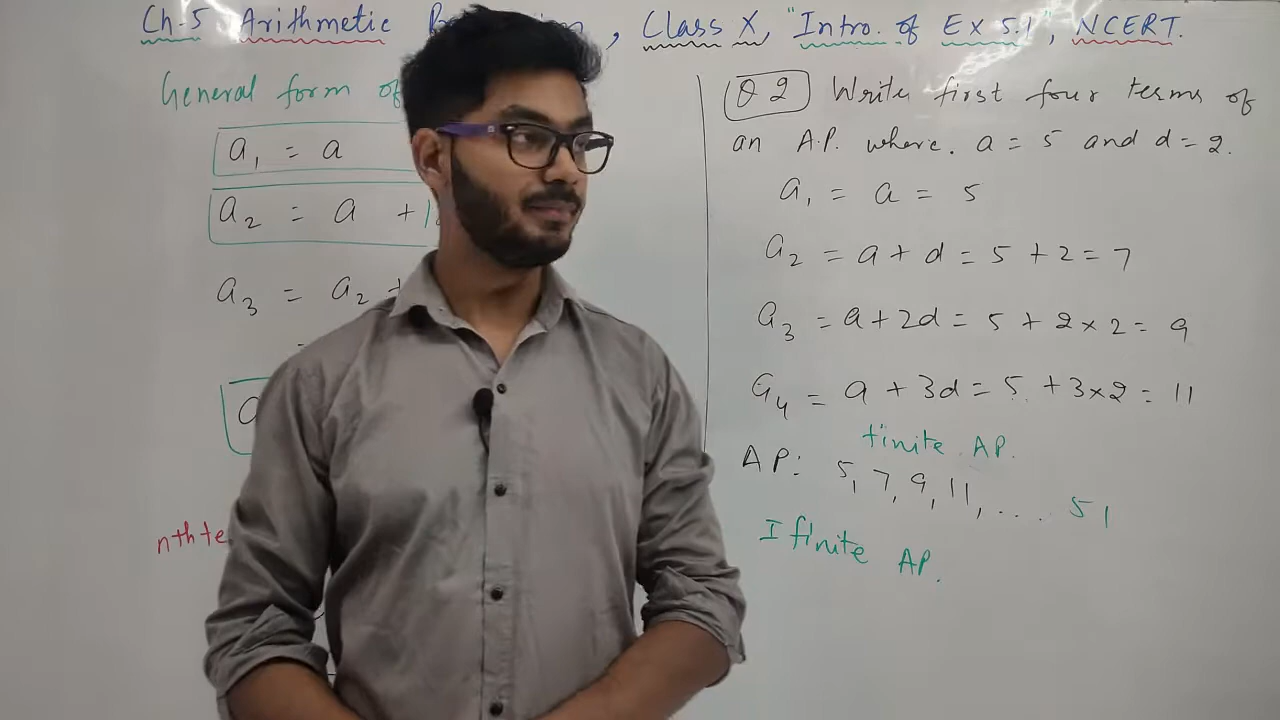 Ch-5 Arithmetic , Class X, "Intro. of Ex 5.1", NCERT.
General form of
a₁ = a
a₂ = a +
a₃ = a₂ +
=
a
nth te
Q 2 Write first four terms of
an A.P. where. a = 5 and d = 2.
a₁ = a = 5
a₂ = a + d = 5 + 2 = 7
a₃ = a + 2d = 5 + 2 × 2 = 9
a₄ = a + 3d = 5 + 3 × 2 = 11
finite AP.
AP: 5, 7, 9, 11, ... 51
Ifinite AP.